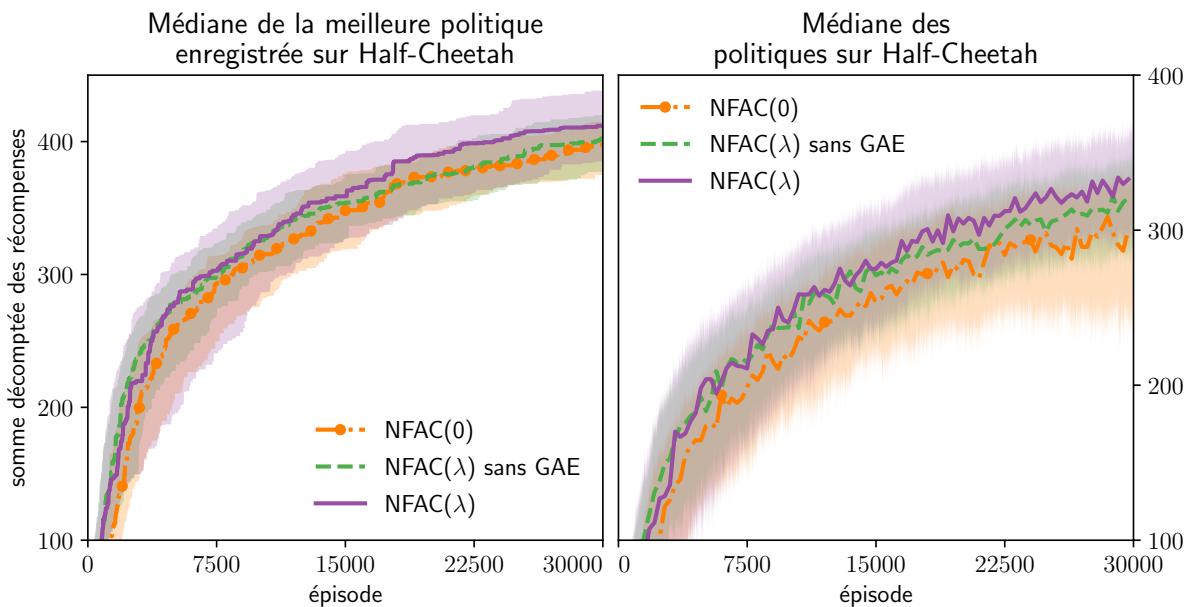 Médiane de la meilleure politique
enregistrée sur Half-Cheetah
somme décomptée des récompenses
400
300
200
100
0
7500
15000
22500
30000
épisode
NFAC(0)
NFAC(λ) sans GAE
NFAC(λ)
Médiane des
politiques sur Half-Cheetah
NFAC(0)
NFAC(λ) sans GAE
NFAC(λ)
400
300
200
100
0
7500
15000
22500
30000
épisode